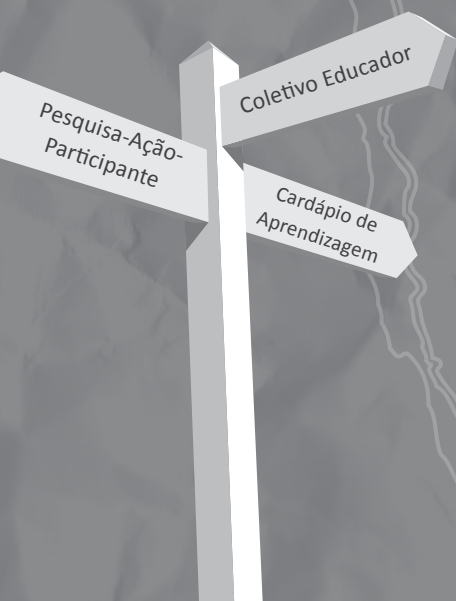 Coletivo Educador
Pesquisa-Ação-
Participante
Cardápio de
Aprendizagem